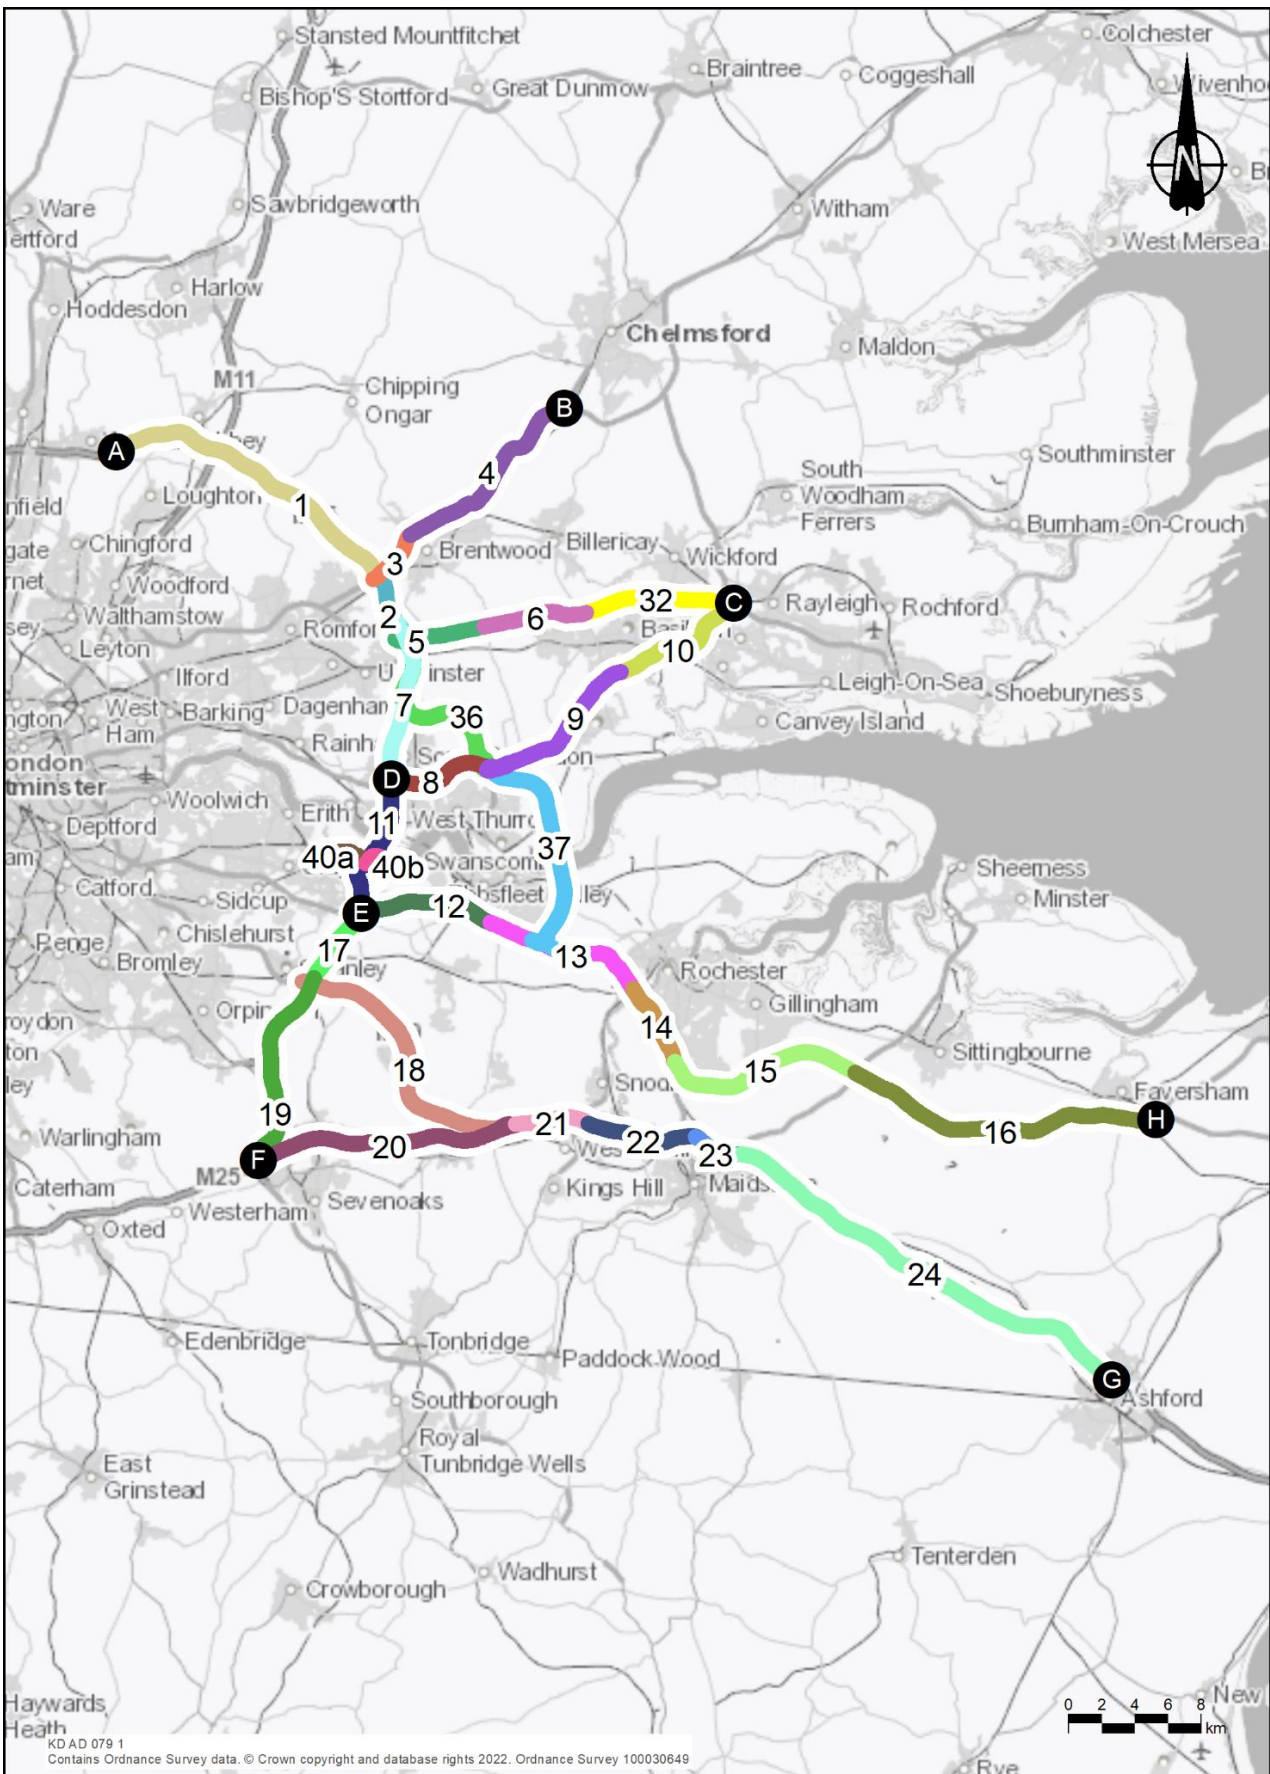 Stansted Mountfitchet
Colchester
Braintree
Coggeshall
Great Dunmow
Bishop'S Stortford
N
Sawbridgeworth
Ware
Witham
West Mersea
Harlow
Hoddesdon
Chelmsford
Maldon
M11
Chipping
Ongar
B
A
Southminster
4
South
Woodham
Ferrers
Loughton
1
Burnham-On-Crouch
Chingford
Brentwood
Billericay
Wickford
3
Woodford
32
C
Rayleigh
Rochford
Walthamstow
2
6
Leyton
5
10
Ilford
Leigh-On-Sea
Shoeburyness
West
Ham
Barking
7
36
9
Canvey Island
D
8
Woolwich
Erith
11
Deptford
37
40a
40b
Sheerness
Catford
Sidcup
Minster
12
E
Chislehurst
17
13
Penge
Bromley
Rochester
Gillingham
14
Sittingbourne
18
15
Faversham
19
H
Warlingham
20
21
22
16
F
23
M25
Kings Hill
Caterham
Sevenoaks
Westerham
Oxted
24
Edenbridge
Tonbridge
Paddock Wood
G
Southborough
Ashford
Royal
Tunbridge Wells
East
Grinstead
Tenterden
Wadhurst
Crowborough
Haywards
Heath
New
0 2 4 6 8
km
KD AD 079 1
Contains Ordnance Survey data. © Crown copyright and database rights 2022. Ordnance Survey 100030649
Rye